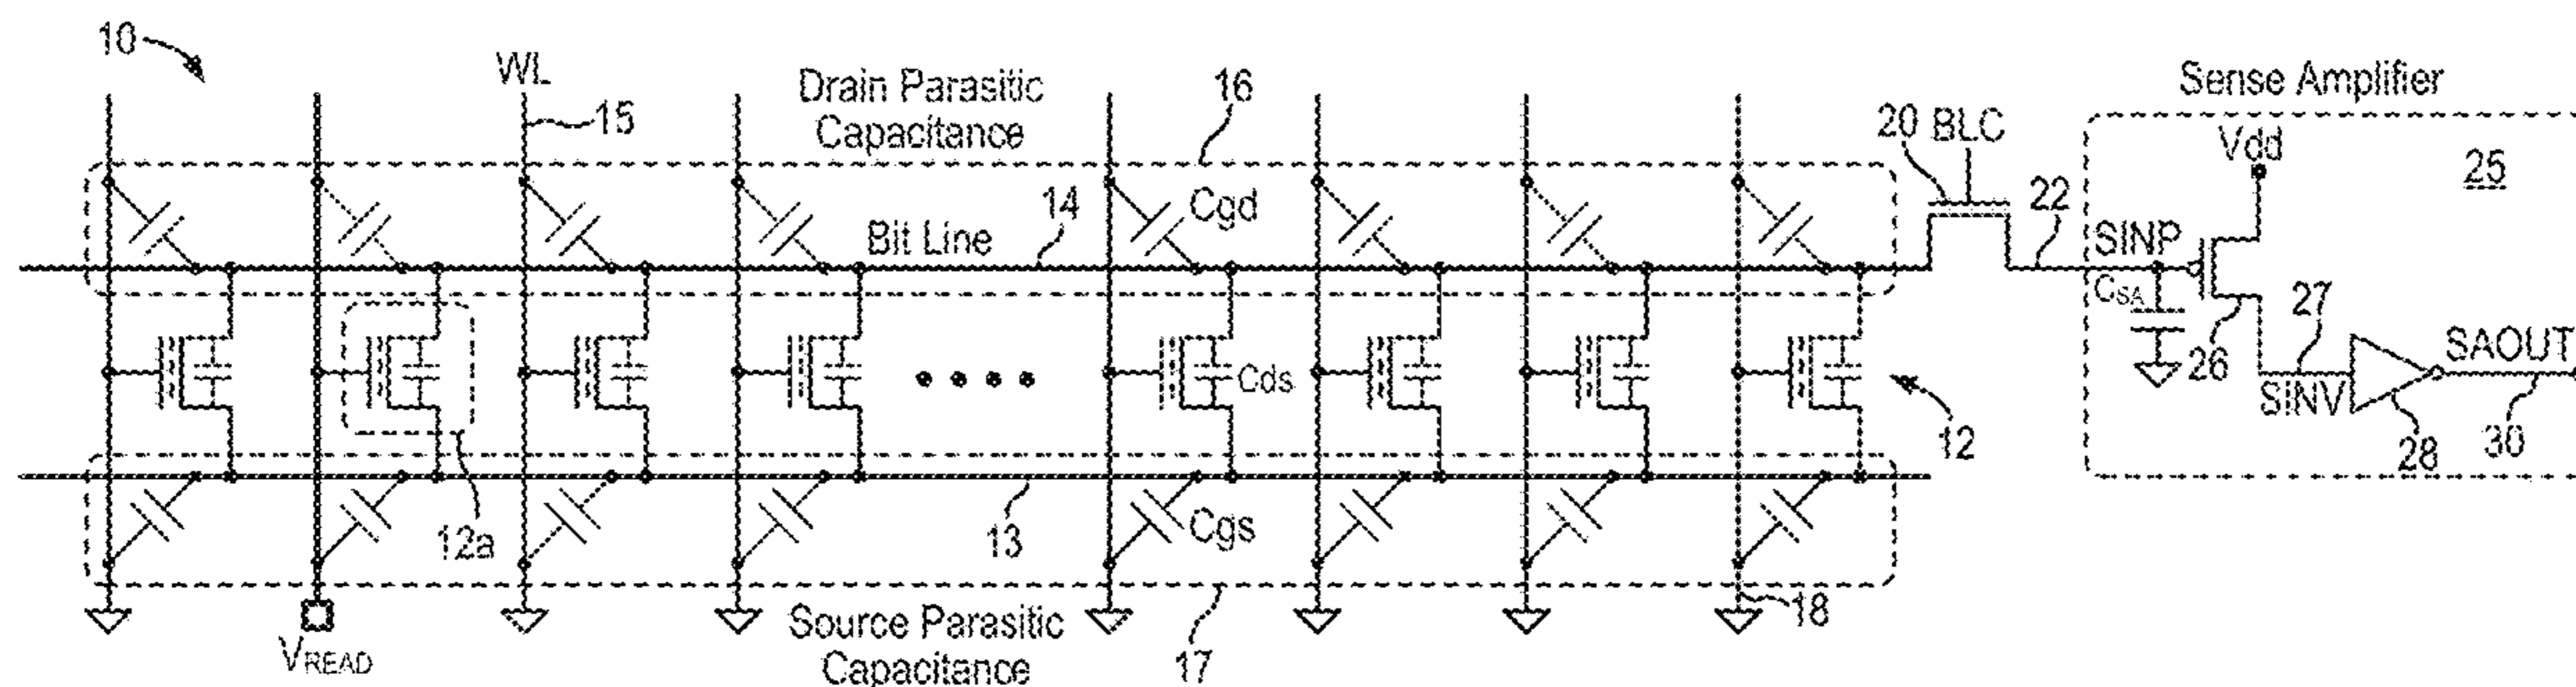 10
WL
15
Drain Parasitic
Capacitance
16
Sense Amplifier
20 BLC
Vdd
25
22
14
Cgd
Bit Line
SINP
CSA
27
26
SAOUT
SINV
28
30
Cds
12
12a
13
Cgs
18
VREAD
Source Parasitic
Capacitance
17